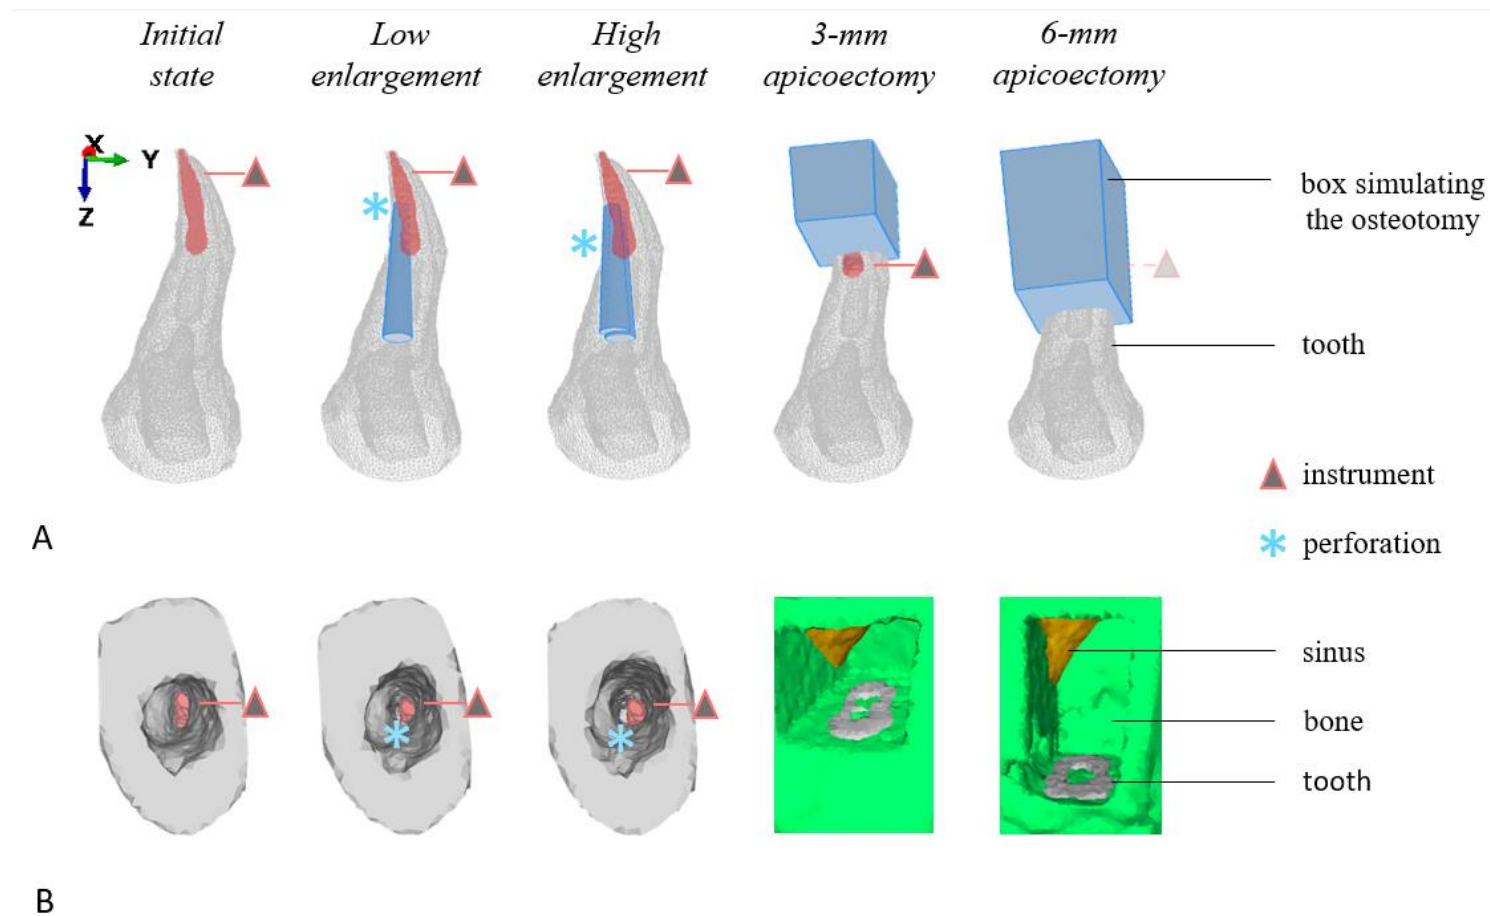 Initial
state
Low
enlargement
High
enlargement
3-mm
apicoectomy
6-mm
apicoectomy
X
Y
Z
box simulating
the osteotomy
tooth
instrument
perforation
A
sinus
bone
tooth
B